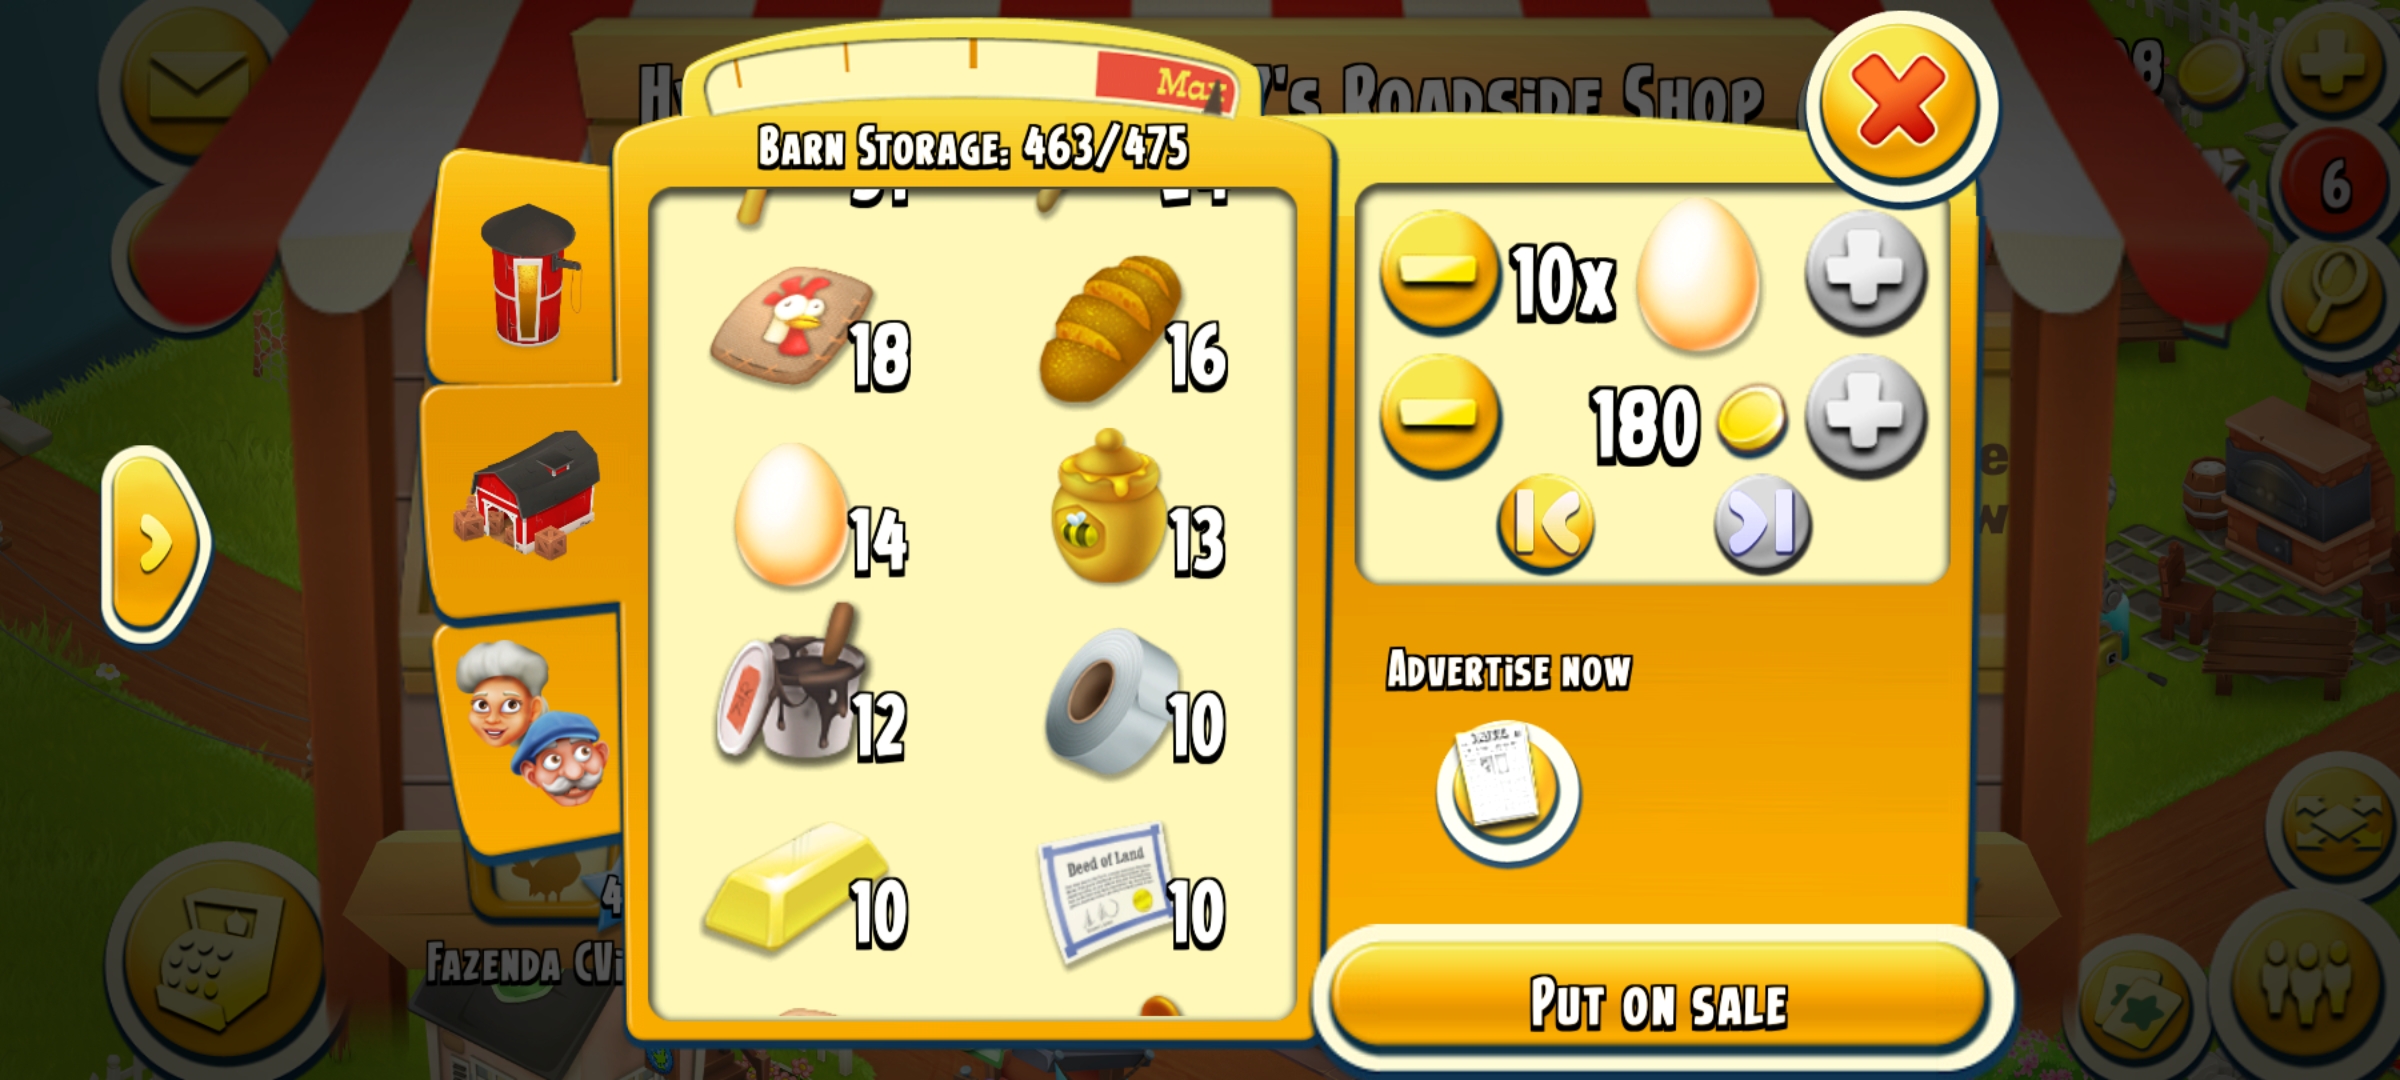 'S ROADSIDE SHOP
Max
BARN STORAGE: 463/475
6
10x
18
16
180
14
13
ADVERTISE NOW
12
10
TAR
Deed of Land
10
10
FAZENDA CVi
PUT ON SALE